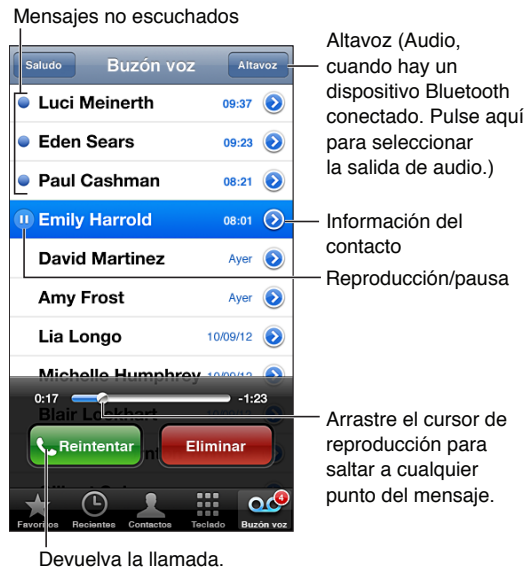 Mensajes no escuchados
Saludo
Buzón voz
Altavoz
Altavoz (Audio,
cuando hay un
dispositivo Bluetooth
conectado. Pulse aquí
para seleccionar
la salida de audio.)
Luci Meinerth 09:37
Eden Sears 09:23
Paul Cashman 08:21
Emily Harrold 08:01
Información del
contacto
David Martinez Ayer
Reproducción/pausa
Amy Frost Ayer
Lia Longo 10/09/12
Michelle Humphrey 10/09/12
0:17 -1:23
Blair Lockhart
Arrastre el cursor de
reproducción para
saltar a cualquier
punto del mensaje.
Reintentar
Eliminar
Favoritos
Recientes
Contactos
Teclado
Buzón voz
4
Devuelva la llamada.